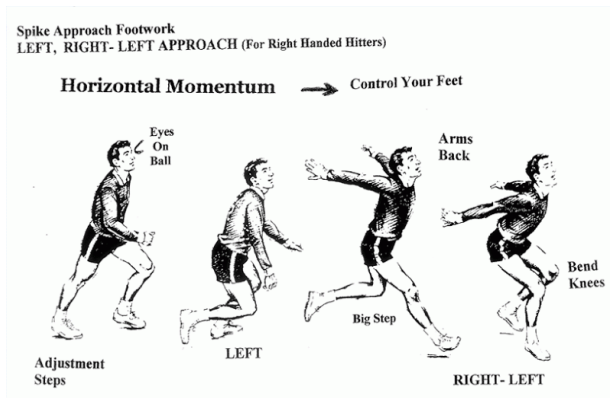 Spike Approach Footwork
LEFT, RIGHT- LEFT APPROACH (For Right Handed Hitters)
Horizontal Momentum
Control Your Feet
Eyes
On
Ball
Arms
Back
Bend
Knees
Big Step
LEFT
Adjustment
Steps
RIGHT- LEFT